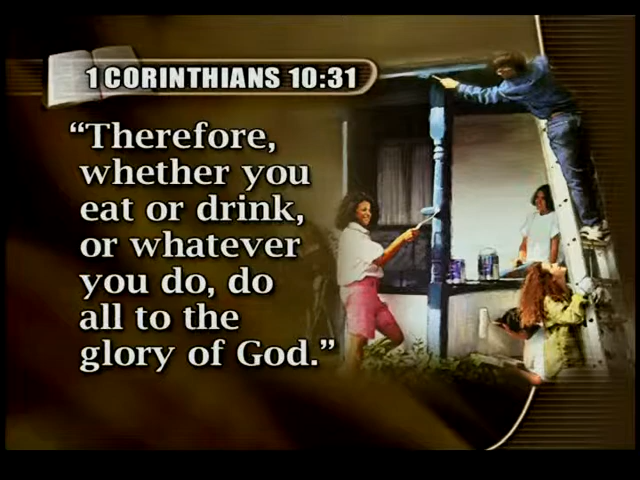 1 CORINTHIANS 10:31
“Therefore,
whether you
eat or drink,
or whatever
you do, do
all to the
glory of God.”